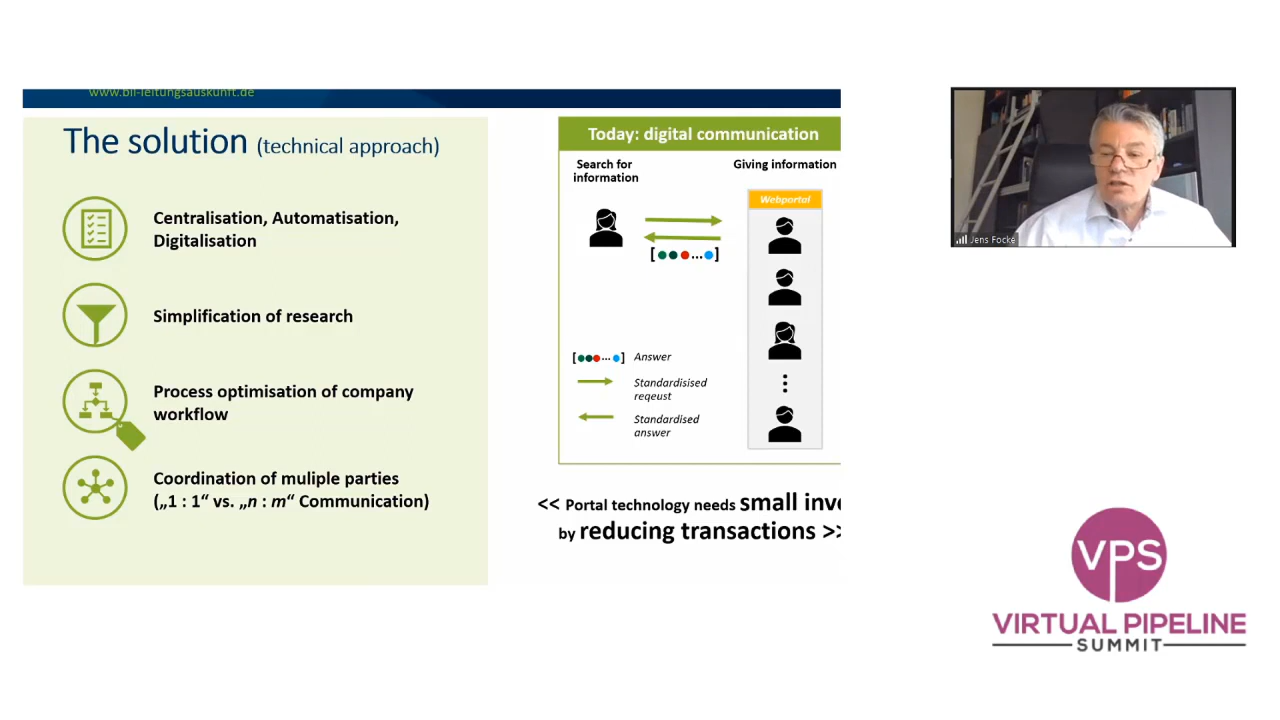 www.bil-leitungsauskunft.de
The solution (technical approach)
Centralisation, Automatisation,
Digitalisation
Simplification of research
Process optimisation of company
workflow
Coordination of muliple parties
(„1 : 1“ vs. „n : m“ Communication)
Today: digital communication
Search for
information
Giving information
Webportal
[ ... ]
[ ... ]
Answer
Standardisised
reqeust
Standardised
answer
<< Portal technology needs small inve
by reducing transactions >>
Jens Focke
VPS
VIRTUAL PIPELINE
SUMMIT